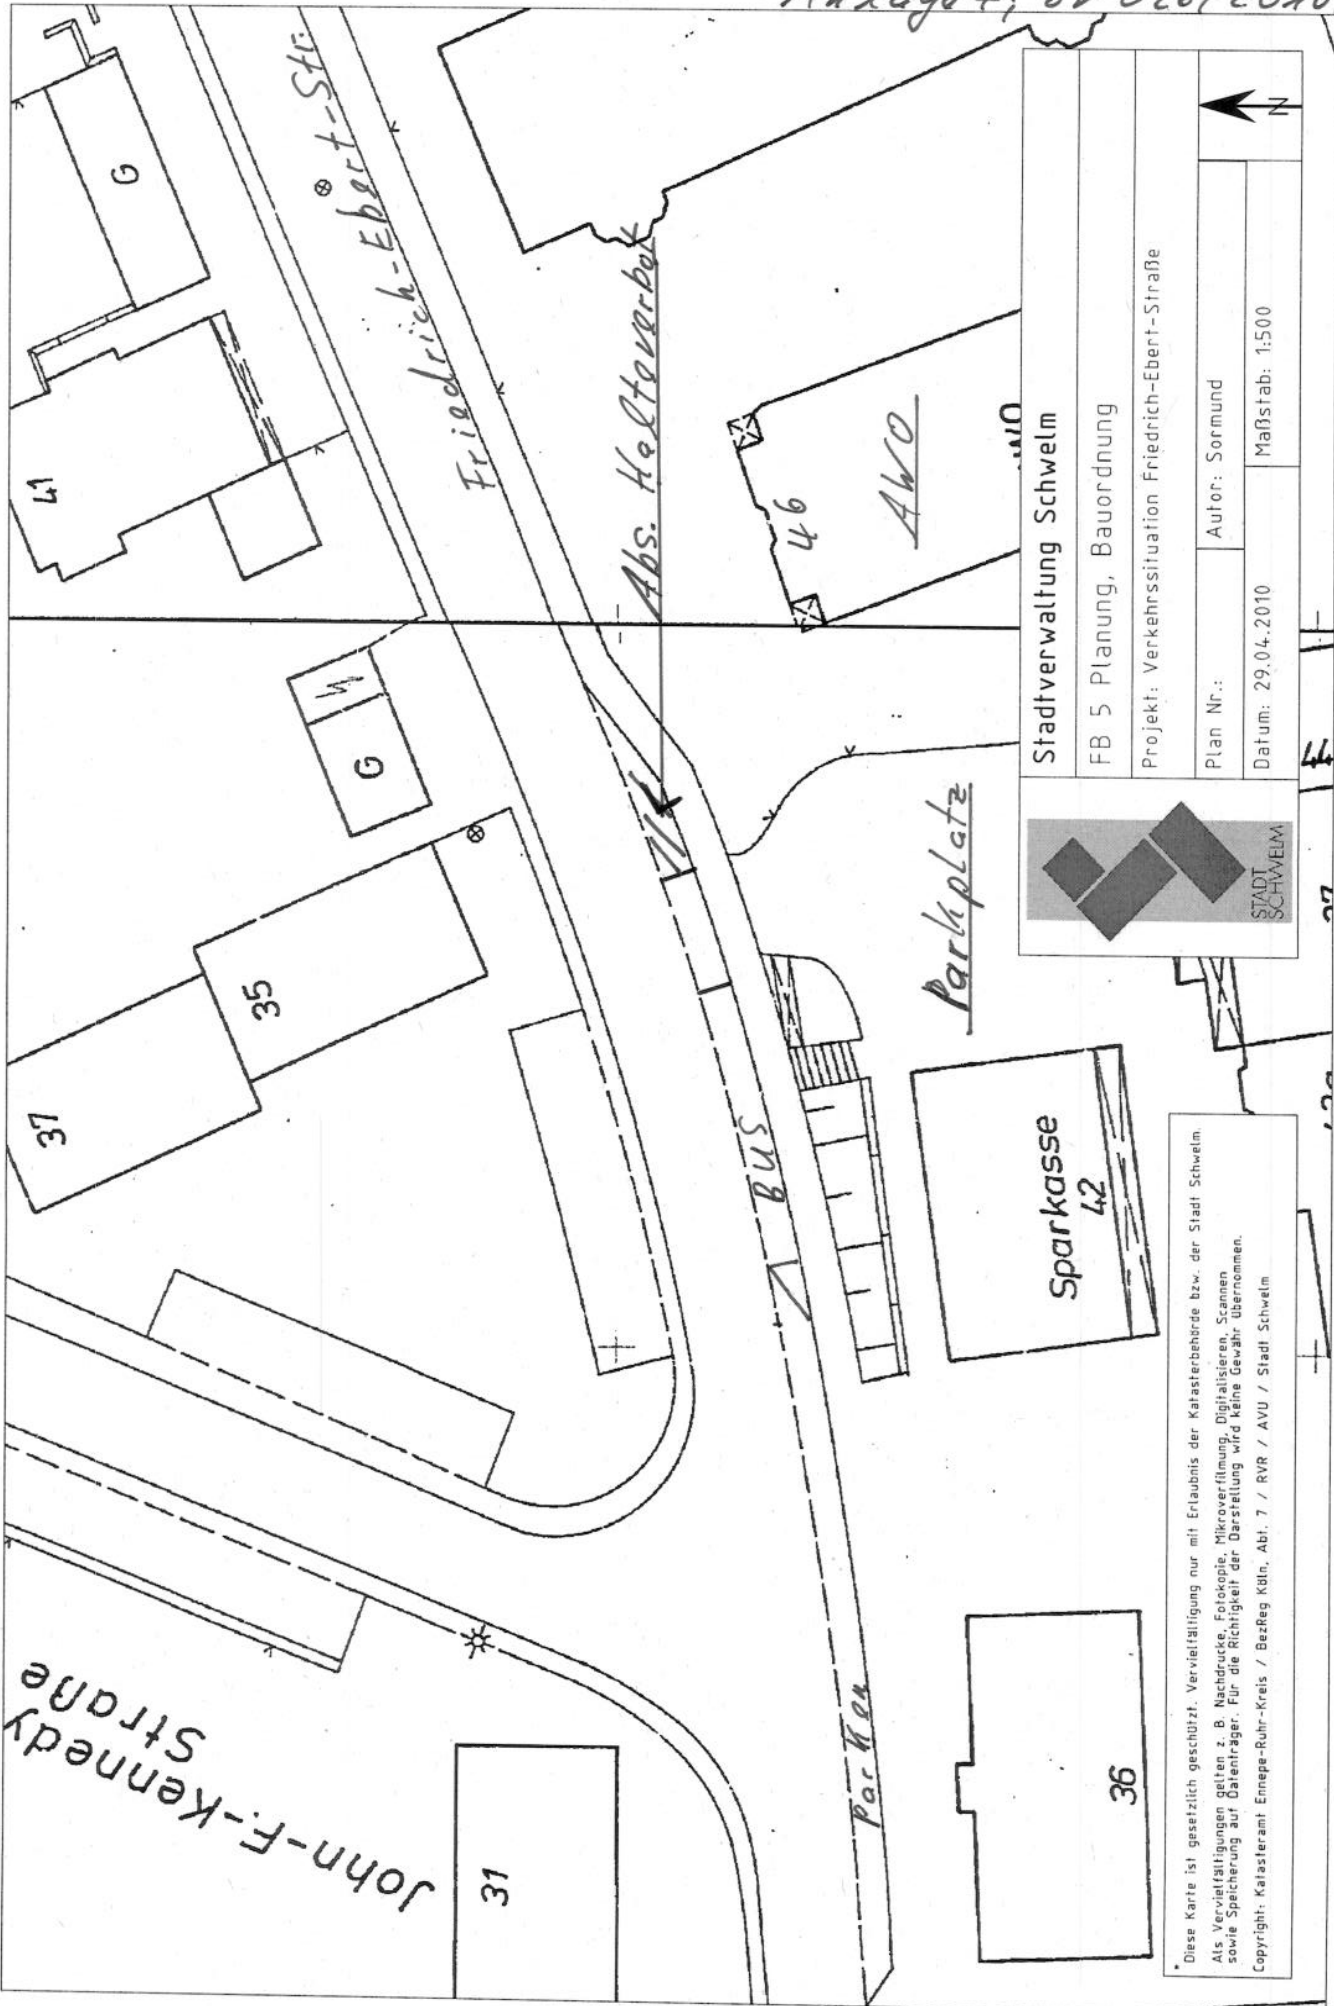 John-F.-Kennedy
Straße
Friedrich-Ebert-Str.
Abs. Halteverbot
37
35
41
G
G
31
36
46
AWO
BUS
Parken
Parkplatz
Sparkasse
42
Stadtverwaltung Schwelm
FB 5 Planung, Bauordnung
Projekt: Verkehrssituation Friedrich-Ebert-Straße
Plan Nr.:
Autor: Sormund
Datum: 29.04.2010
Maßstab: 1:500
N
STADT
SCHWELM
* Diese Karte ist gesetzlich geschützt. Vervielfältigung nur mit Erlaubnis der Katasterbehörde bzw. der Stadt Schwelm.
Als Vervielfältigungen gelten z. B. Nachdrucke, Fotokopie, Mikroverfilmung, Digitalisieren, Scannen
sowie Speicherung auf Datenträger. Für die Richtigkeit der Darstellung wird keine Gewähr übernommen.
Copyright: Katasteramt Ennepe-Ruhr-Kreis / BezReg Köln, Abt. 7 / RVR / AVU / Stadt Schwelm